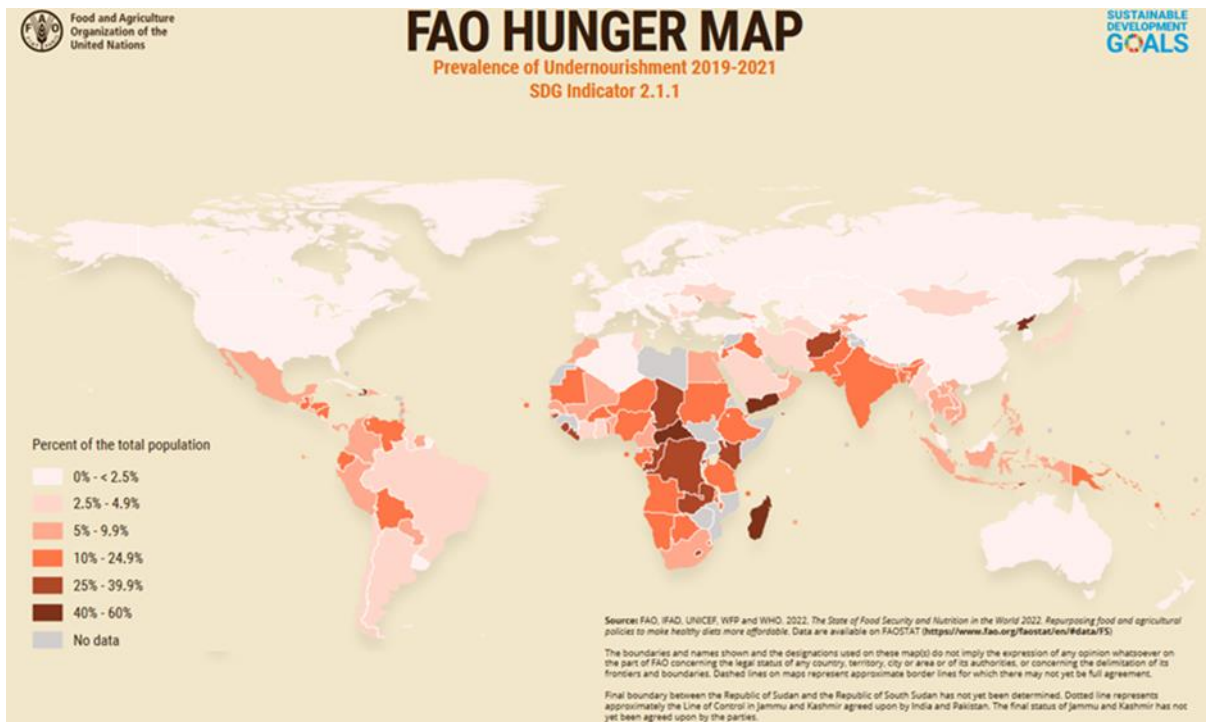 Food and Agriculture
Organization of the
United Nations
FAO HUNGER MAP
Prevalence of Undernourishment 2019-2021
SDG Indicator 2.1.1
SUSTAINABLE
DEVELOPMENT
GOALS
Percent of the total population
0% - < 2.5%
2.5% - 4.9%
5% - 9.9%
10% - 24.9%
25% - 39.9%
40% - 60%
No data
Source: FAO, IFAD, UNICEF, WFP and WHO. 2022. The State of Food Security and Nutrition in the World 2022. Repurposing food and agricultural
policies to make healthy diets more affordable. Data are available on FAOSTAT (https://www.fao.org/faostat/en/#data/FS)
The boundaries and names shown and the designations used on these map(s) do not imply the expression of any opinion whatsoever on
the part of FAO concerning the legal status of any country, territory, city or area or of its authorities, or concerning the delimitation of its
frontiers and boundaries. Dashed lines on maps represent approximate border lines for which there may not yet be full agreement.
Final boundary between the Republic of Sudan and the Republic of South Sudan has not yet been determined. Dotted line represents
approximately the Line of Control in Jammu and Kashmir agreed upon by India and Pakistan. The final status of Jammu and Kashmir has not
yet been agreed upon by the parties.